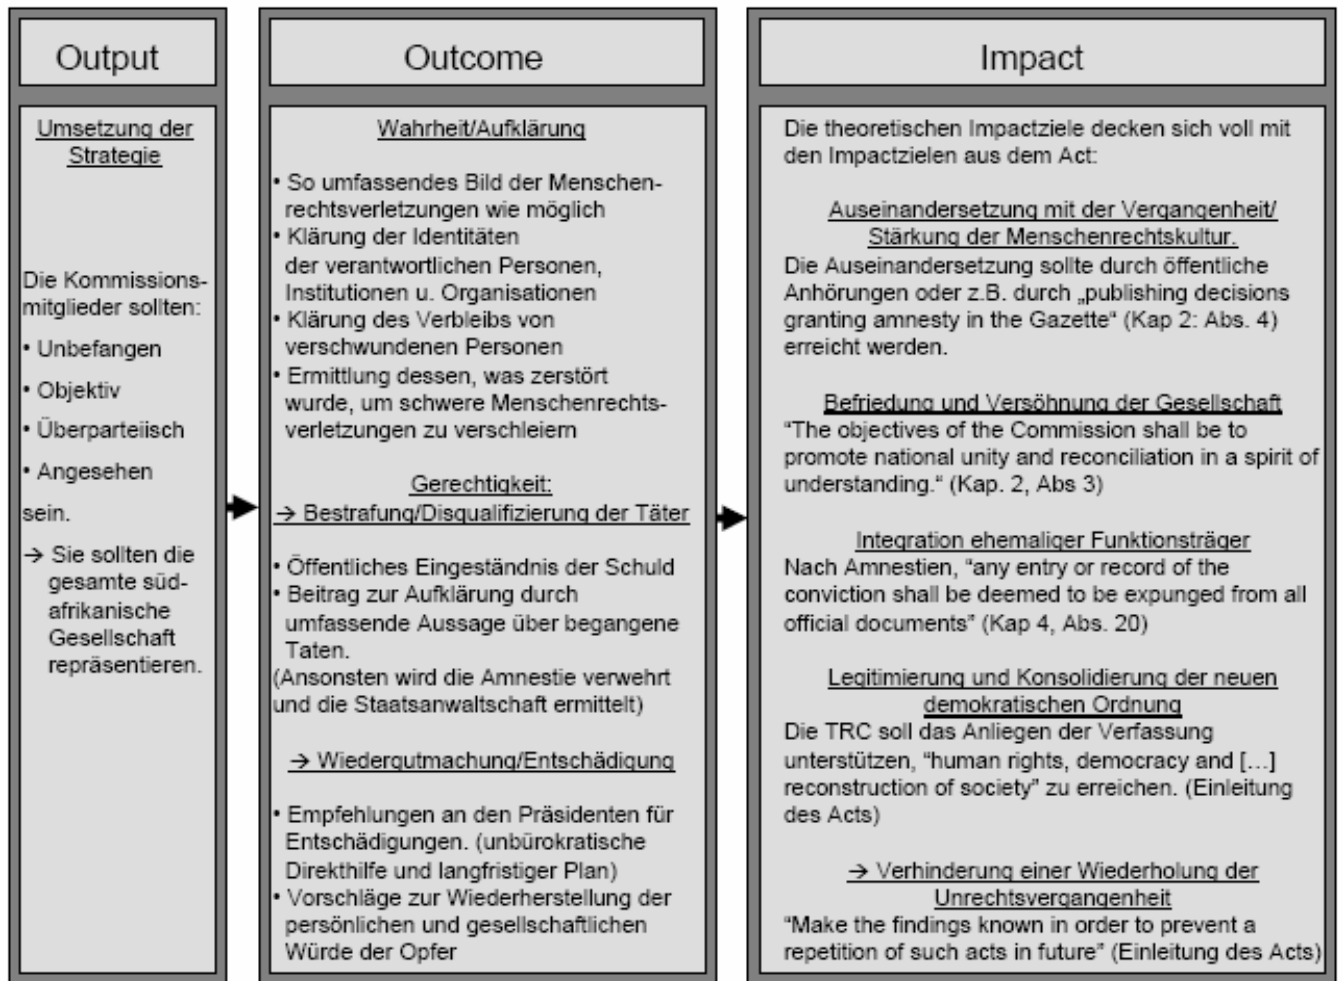 Output
Umsetzung der
Strategie
Die Kommissions-
mitglieder sollten:
• Unbefangen
• Objektiv
• Überparteiisch
• Angesehen
sein.
→ Sie sollten die
gesamte süd-
afrikanische
Gesellschaft
repräsentieren.
Outcome
Wahrheit/Aufklärung
• So umfassendes Bild der Menschen-
rechtsverletzungen wie möglich
• Klärung der Identitäten
der verantwortlichen Personen,
Institutionen u. Organisationen
• Klärung des Verbleibs von
verschwundenen Personen
• Ermittlung dessen, was zerstört
wurde, um schwere Menschenrechts-
verletzungen zu verschleiern
Gerechtigkeit:
→ Bestrafung/Disqualifizierung der Täter
• Öffentliches Eingeständnis der Schuld
• Beitrag zur Aufklärung durch
umfassende Aussage über begangene
Taten.
(Ansonsten wird die Amnestie verwehrt
und die Staatsanwaltschaft ermittelt)
→ Wiedergutmachung/Entschädigung
• Empfehlungen an den Präsidenten für
Entschädigungen. (unbürokratische
Direkthilfe und langfristiger Plan)
• Vorschläge zur Wiederherstellung der
persönlichen und gesellschaftlichen
Würde der Opfer
Impact
Die theoretischen Impactziele decken sich voll mit
den Impactzielen aus dem Act:
Auseinandersetzung mit der Vergangenheit/
Stärkung der Menschenrechtskultur.
Die Auseinandersetzung sollte durch öffentliche
Anhörungen oder z.B. durch „publishing decisions
granting amnesty in the Gazette“ (Kap 2: Abs. 4)
erreicht werden.
Befriedung und Versöhnung der Gesellschaft
“The objectives of the Commission shall be to
promote national unity and reconciliation in a spirit of
understanding.“ (Kap. 2, Abs 3)
Integration ehemaliger Funktionsträger
Nach Amnestien, “any entry or record of the
conviction shall be deemed to be expunged from all
official documents” (Kap 4, Abs. 20)
Legitimierung und Konsolidierung der neuen
demokratischen Ordnung
Die TRC soll das Anliegen der Verfassung
unterstützen, “human rights, democracy and [...]
reconstruction of society” zu erreichen. (Einleitung
des Acts)
→ Verhinderung einer Wiederholung der
Unrechtsvergangenheit
“Make the findings known in order to prevent a
repetition of such acts in future” (Einleitung des Acts)